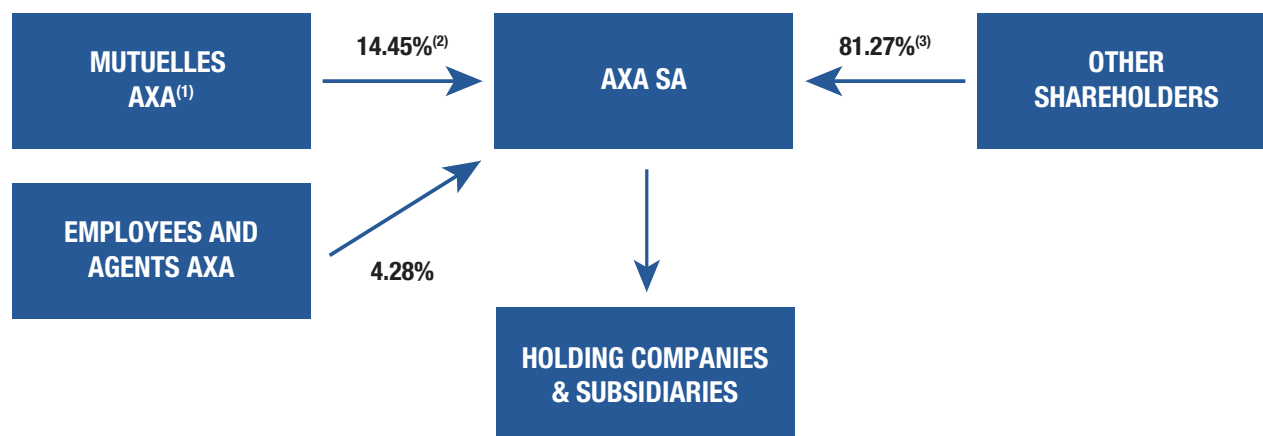 MUTUELLES
AXA(1)
14.45%(2)
AXA SA
81.27%(3)
OTHER
SHAREHOLDERS
EMPLOYEES AND
AGENTS AXA
4.28%
HOLDING COMPANIES
& SUBSIDIARIES